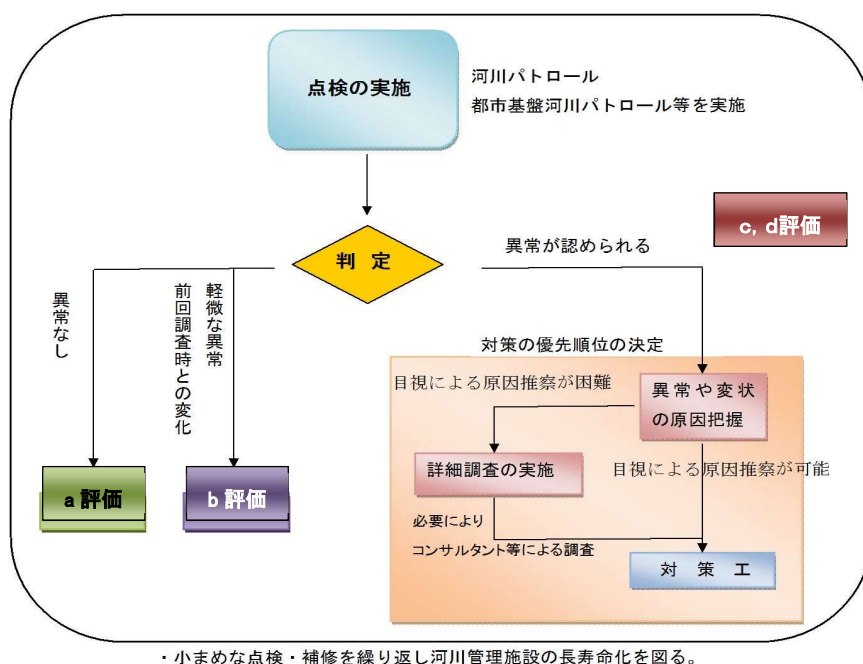 点検の実施
河川パトロール
都市基盤河川パトロール等を実施
c, d評価
判 定
異常が認められる
異常なし
軽微な異常
前回調査時との変化
対策の優先順位の決定
目視による原因推察が困難
異常や変状
の原因把握
詳細調査の実施
目視による原因推察が可能
a 評価
b 評価
必要により
コンサルタント等による調査
対 策 工
・小まめな点検・補修を繰り返し河川管理施設の長寿命化を図る。